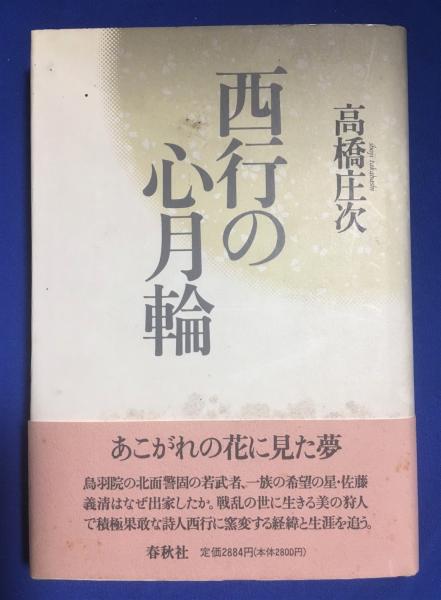 高橋庄次
shoji takahashi
西行の
心月輪
あこがれの花に見た夢
鳥羽院の北面警固の若武者、一族の希望の星・佐藤
義清はなぜ出家したか。戦乱の世に生きる美の狩人
で積極果敢な詩人西行に窯変する経緯と生涯を追う。
春秋社 定価2884円(本体2800円)